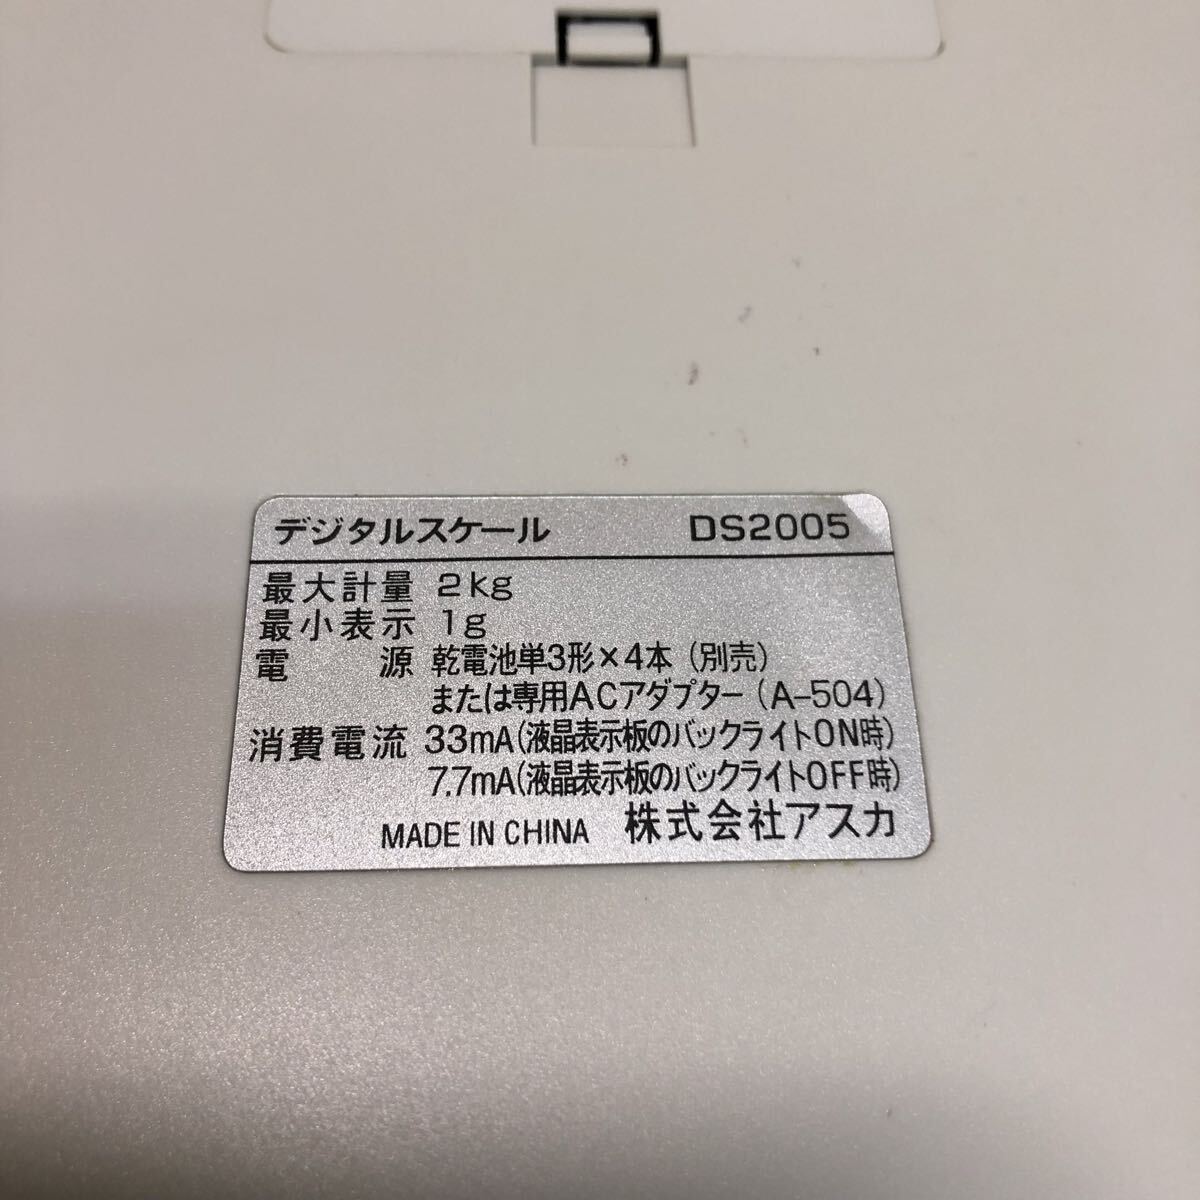 デジタルスケール DS2005
最大計量 2kg
最小表示 1g
電源 乾電池単3形×4本(別売)
または専用ACアダプター(A-504)
消費電流 33mA(液晶表示板のバックライトON時)
7.7mA(液晶表示板のバックライトOFF時)
MADE IN CHINA 株式会社アスカ